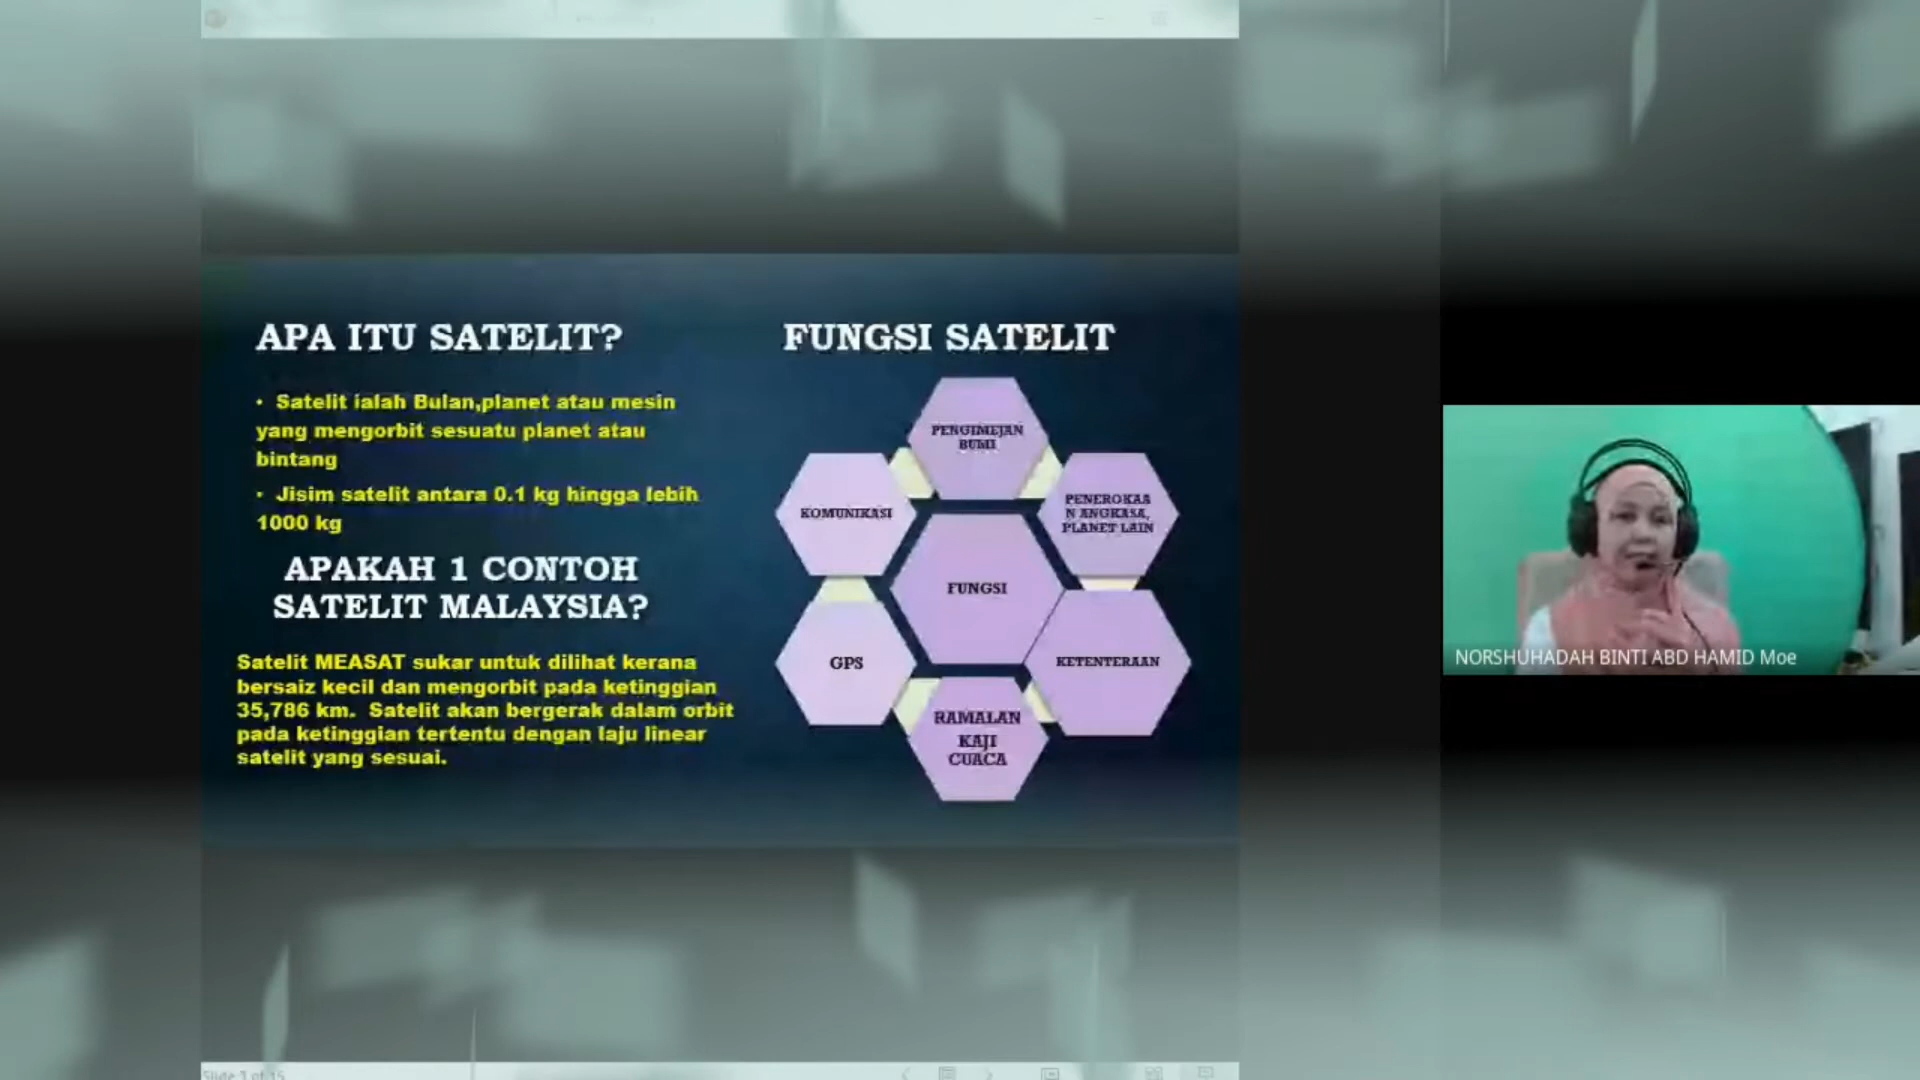 APA ITU SATELIT?
• Satelit ialah Bulan,planet atau mesin
yang mengorbit sesuatu planet atau
bintang
• Jisim satelit antara 0.1 kg hingga lebih
1000 kg
APAKAH 1 CONTOH
SATELIT MALAYSIA?
Satelit MEASAT sukar untuk dilihat kerana
bersaiz kecil dan mengorbit pada ketinggian
35,786 km. Satelit akan bergerak dalam orbit
pada ketinggian tertentu dengan laju linear
satelit yang sesuai.
FUNGSI SATELIT
PENGIMEJAN
BUMI
KOMUNIKASI
PENEROKAA
N ANGKASA,
PLANET LAIN
FUNGSI
GPS
KETENTERAAN
RAMALAN
KAJI
CUACA
NORSHUHADAH BINTI ABD HAMID Moe